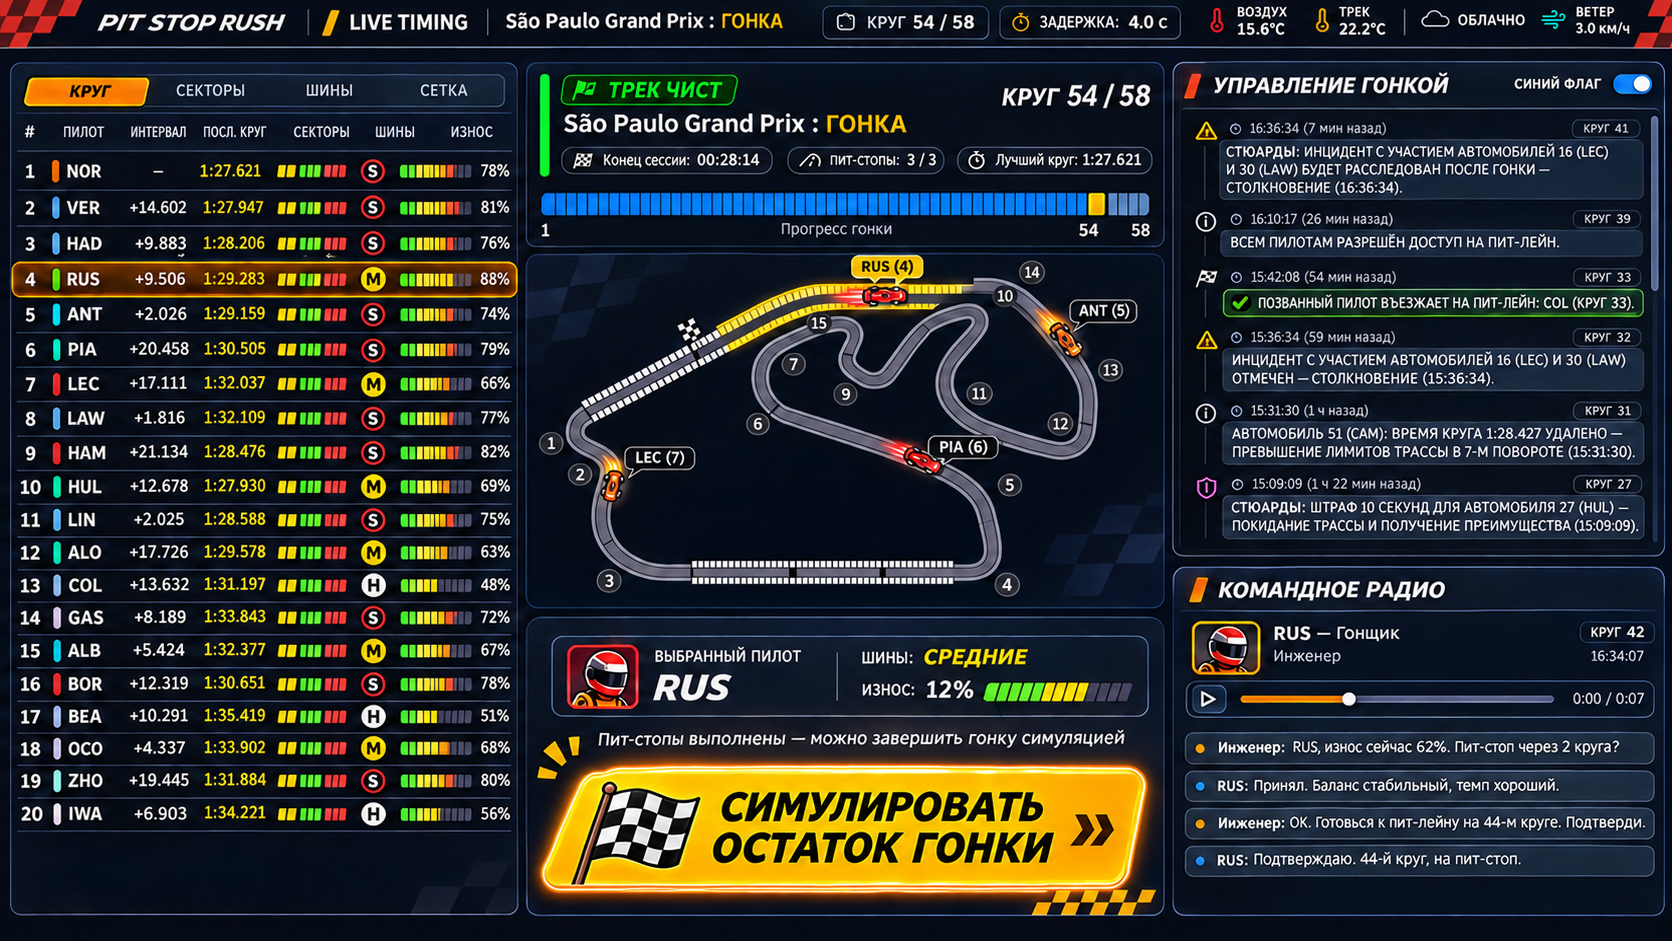 PIT STOP RUSH
LIVE TIMING
São Paulo Grand Prix : ГОНКА
КРУГ 54 / 58
ЗАДЕРЖКА: 4.0 с
ВОЗДУХ
15.6°C
ТРЕК
22.2°C
ОБЛАЧНО
ВЕТЕР
3.0 км/ч
КРУГ СЕКТОРЫ ШИНЫ СЕТКА
# ПИЛОТ ИНТЕРВАЛ ПОСЛ. КРУГ СЕКТОРЫ ШИНЫ ИЗНОС
1 NOR – 1:27.621 S 78%
2 VER +14.602 1:27.947 S 81%
3 HAD +9.883 1:28.206 S 76%
4 RUS +9.506 1:29.283 M 88%
5 ANT +2.026 1:29.159 S 74%
6 PIA +20.458 1:30.505 S 79%
7 LEC +17.111 1:32.037 M 66%
8 LAW +1.816 1:32.109 S 77%
9 HAM +21.134 1:28.476 S 82%
10 HUL +12.678 1:27.930 M 69%
11 LIN +2.025 1:28.588 S 75%
12 ALO +17.726 1:29.578 M 63%
13 COL +13.632 1:31.197 H 48%
14 GAS +8.189 1:33.843 S 72%
15 ALB +5.424 1:32.377 M 67%
16 BOR +12.319 1:30.651 S 78%
17 BEA +10.291 1:35.419 H 51%
18 OCO +4.337 1:33.902 M 68%
19 ZHO +19.445 1:31.884 S 80%
20 IWA +6.903 1:34.221 H 56%
ТРЕК ЧИСТ
КРУГ 54 / 58
São Paulo Grand Prix : ГОНКА
Конец сессии: 00:28:14
ПИТ-СТОПЫ: 3 / 3
Лучший круг: 1:27.621
1 Прогресс гонки 54 58
RUS (4)
14
10
ANT (5)
15
7
13
9
11
6
12
1
PIA (6)
LEC (7)
2
5
3
4
ВЫБРАННЫЙ ПИЛОТ
RUS
ШИНЫ: СРЕДНИЕ
ИЗНОС: 12%
Пит-стопы выполнены — можно завершить гонку симуляцией
СИМУЛИРОВАТЬ
ОСТАТОК ГОНКИ
УПРАВЛЕНИЕ ГОНКОЙ
СИНИЙ ФЛАГ
16:36:34 (7 мин назад) КРУГ 41
СТЮАРДЫ: ИНЦИДЕНТ С УЧАСТИЕМ АВТОМОБИЛЕЙ 16 (LEC)
И 30 (LAW) БУДЕТ РАССЛЕДОВАН ПОСЛЕ ГОНКИ —
СТОЛКНОВЕНИЕ (16:36:34).
16:10:17 (26 мин назад) КРУГ 39
ВСЕМ ПИЛОТАМ РАЗРЕШЁН ДОСТУП НА ПИТ-ЛЕЙН.
15:42:08 (54 мин назад) КРУГ 33
ПОЗВАННЫЙ ПИЛОТ ВЪЕЗЖАЕТ НА ПИТ-ЛЕЙН: COL (КРУГ 33).
15:36:34 (59 мин назад) КРУГ 32
ИНЦИДЕНТ С УЧАСТИЕМ АВТОМОБИЛЕЙ 16 (LEC) И 30 (LAW)
ОТМЕЧЕН — СТОЛКНОВЕНИЕ (15:36:34).
15:31:30 (1 ч назад) КРУГ 31
АВТОМОБИЛЬ 51 (CAM): ВРЕМЯ КРУГА 1:28.427 УДАЛЕНО —
ПРЕВЫШЕНИЕ ЛИМИТОВ ТРАССЫ В 7-М ПОВОРОТЕ (15:31:30).
15:09:09 (1 ч 22 мин назад) КРУГ 27
СТЮАРДЫ: ШТРАФ 10 СЕКУНД ДЛЯ АВТОМОБИЛЯ 27 (HUL) —
ПОКИДАНИЕ ТРАССЫ И ПОЛУЧЕНИЕ ПРЕИМУЩЕСТВА (15:09:09).
КОМАНДНОЕ РАДИО
RUS — Гонщик КРУГ 42
Инженер 16:34:07
0:00 / 0:07
Инженер: RUS, износ сейчас 62%. Пит-стоп через 2 круга?
RUS: Принял. Баланс стабильный, темп хороший.
Инженер: ОК. Готовься к пит-лейну на 44-м круге. Подтверди.
RUS: Подтверждаю. 44-й круг, на пит-стоп.